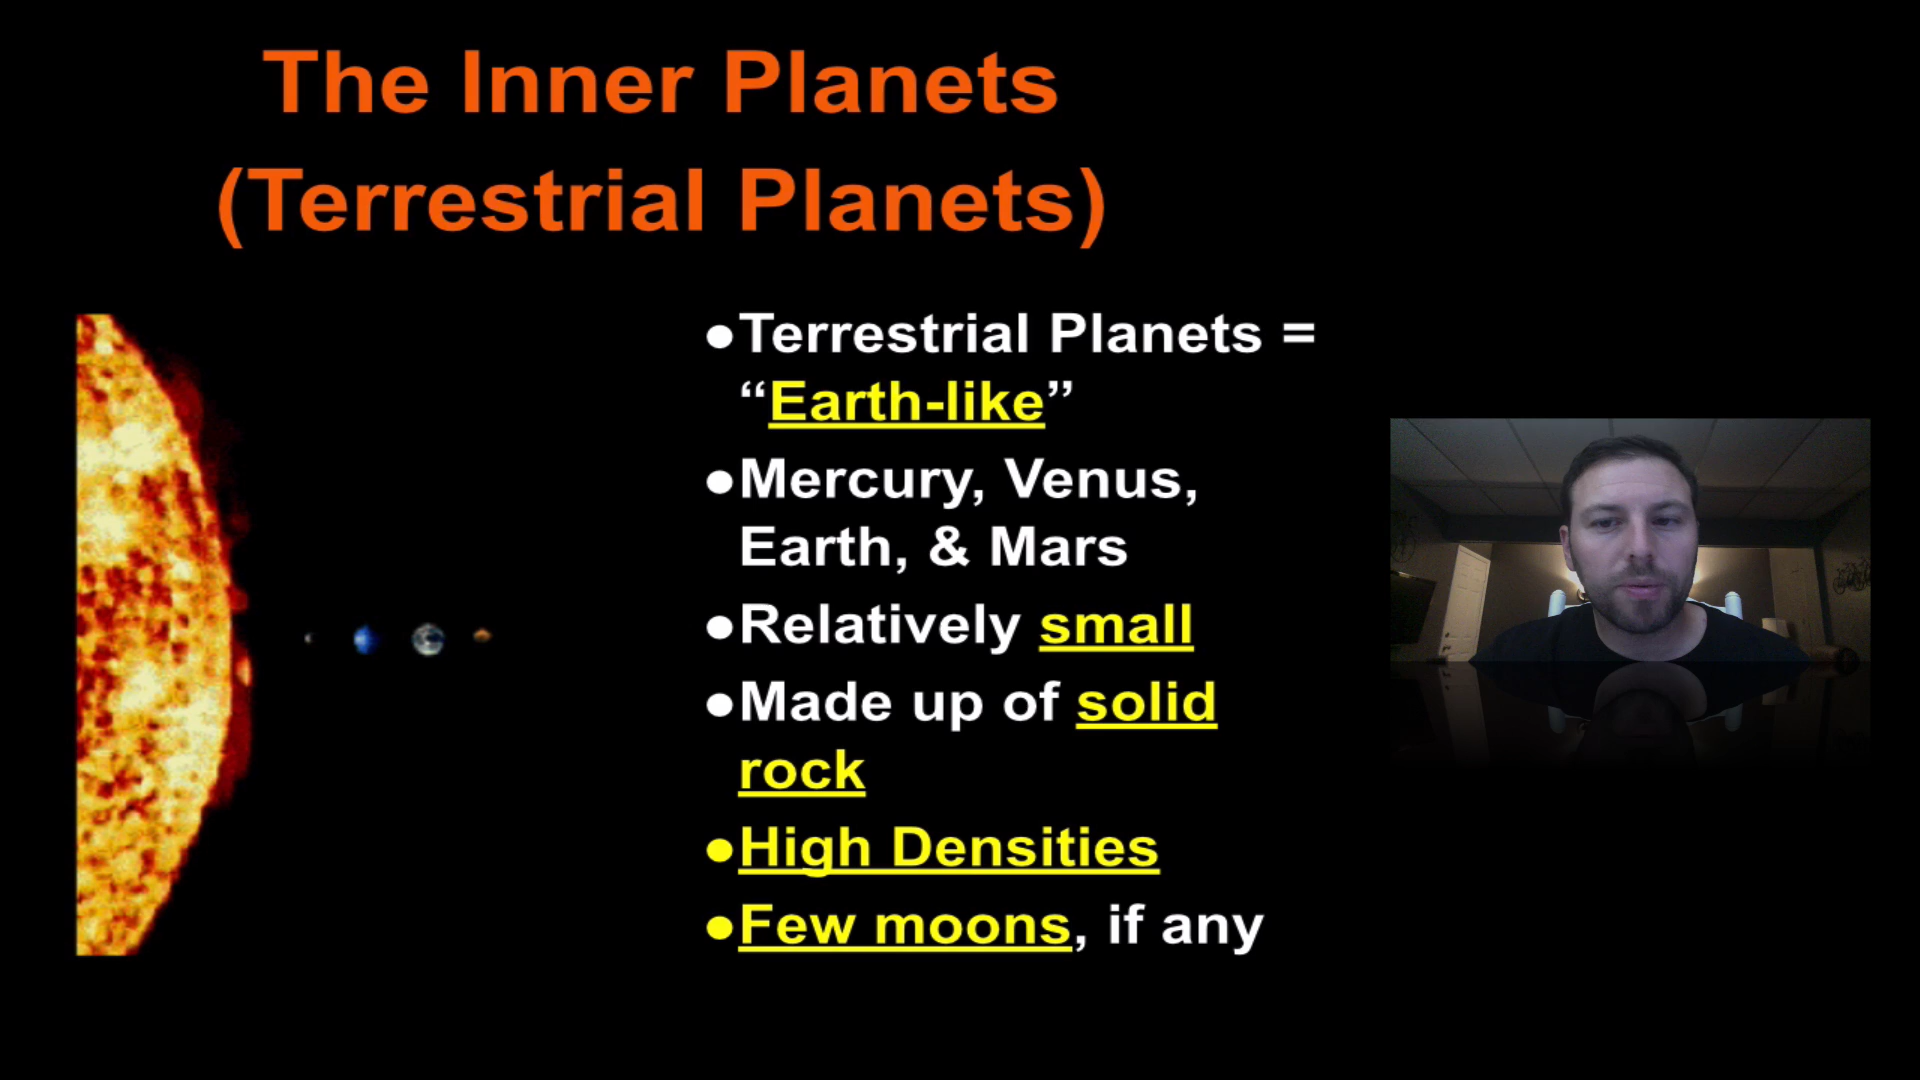 The Inner Planets
(Terrestrial Planets)
●Terrestrial Planets =
“Earth-like”
●Mercury, Venus,
Earth, & Mars
●Relatively small
●Made up of solid
rock
●High Densities
●Few moons, if any